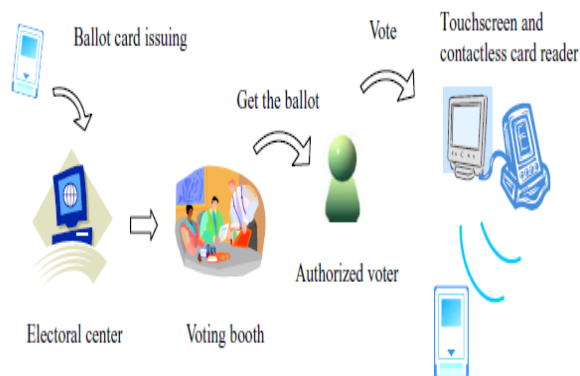 Ballot card issuing
Vote
Touchscreen and
contactless card reader
Get the ballot
Authorized voter
Electoral center
Voting booth